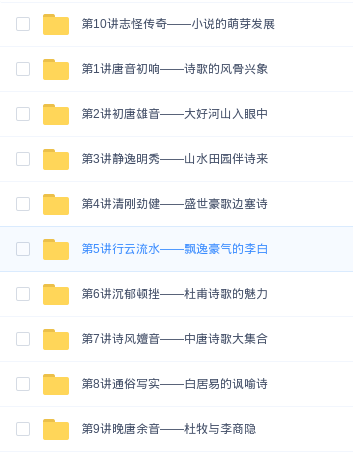 第10讲志怪传奇——小说的萌芽发展
第1讲唐音初响——诗歌的风骨兴象
第2讲初唐雄音——大好河山入眼中
第3讲静逸明秀——山水田园伴诗来
第4讲清刚劲健——盛世豪歌边塞诗
第5讲行云流水——飘逸豪气的李白
第6讲沉郁顿挫——杜甫诗歌的魅力
第7讲诗风嬗音——中唐诗歌大集合
第8讲通俗写实——白居易的讽喻诗
第9讲晚唐余音——杜牧与李商隐